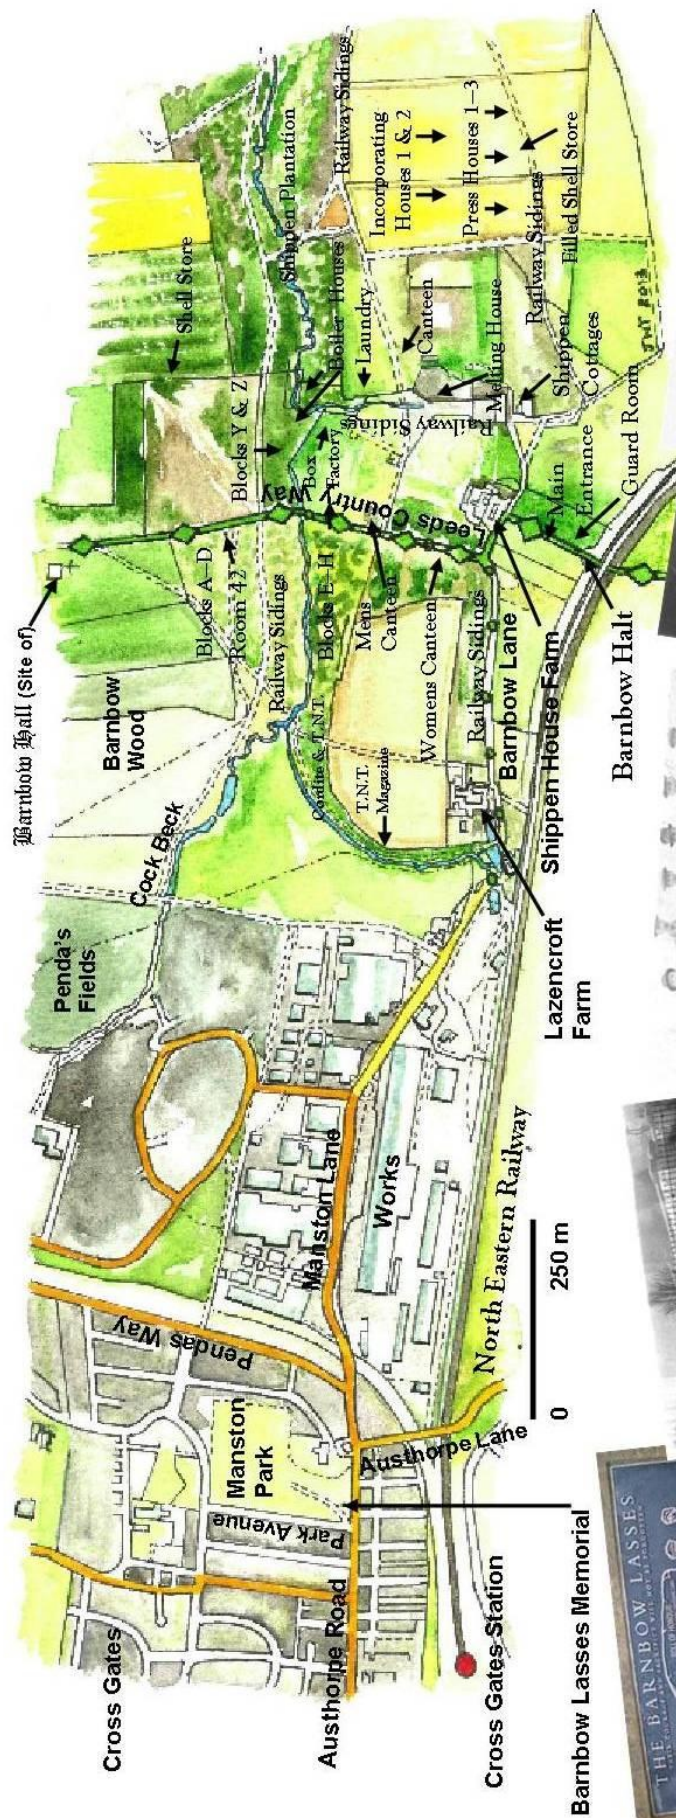 Barnbow Hall (Site of)
Shell Store
Penda's
Fields
Barnbow
Wood
Cock Beck
Blocks A–D
Room 42
Blocks Y & Z
Shippen Plantation
Railway Sidings
Railway Sidings
Leeds Country Way
Box
Factory
Boiler Houses
Laundry
Canteen
Incorporating
Houses 1 & 2
Press Houses 1–3
Cordite & T.N.T.
Blocks E–H
T.N.T.
Magazine
Mens
Canteen
Womens Canteen
Railway Sidings
Melting House
Railway Sidings
Railway Sidings
Filled Shell Store
Shippen
Cottages
Barnbow Lane
Main
Entrance
Guard Room
Shippen House Farm
Barnbow Halt
Lazencroft
Farm
JWT 2013
Cross Gates
Pendas Way
Manston
Park
Park Avenue
Manston Lane
Works
Austhorpe Road
Austhorpe Lane
North Eastern Railway
0 250 m
Cross Gates Station
Barnbow Lasses Memorial
THE BARNBOW LASSES